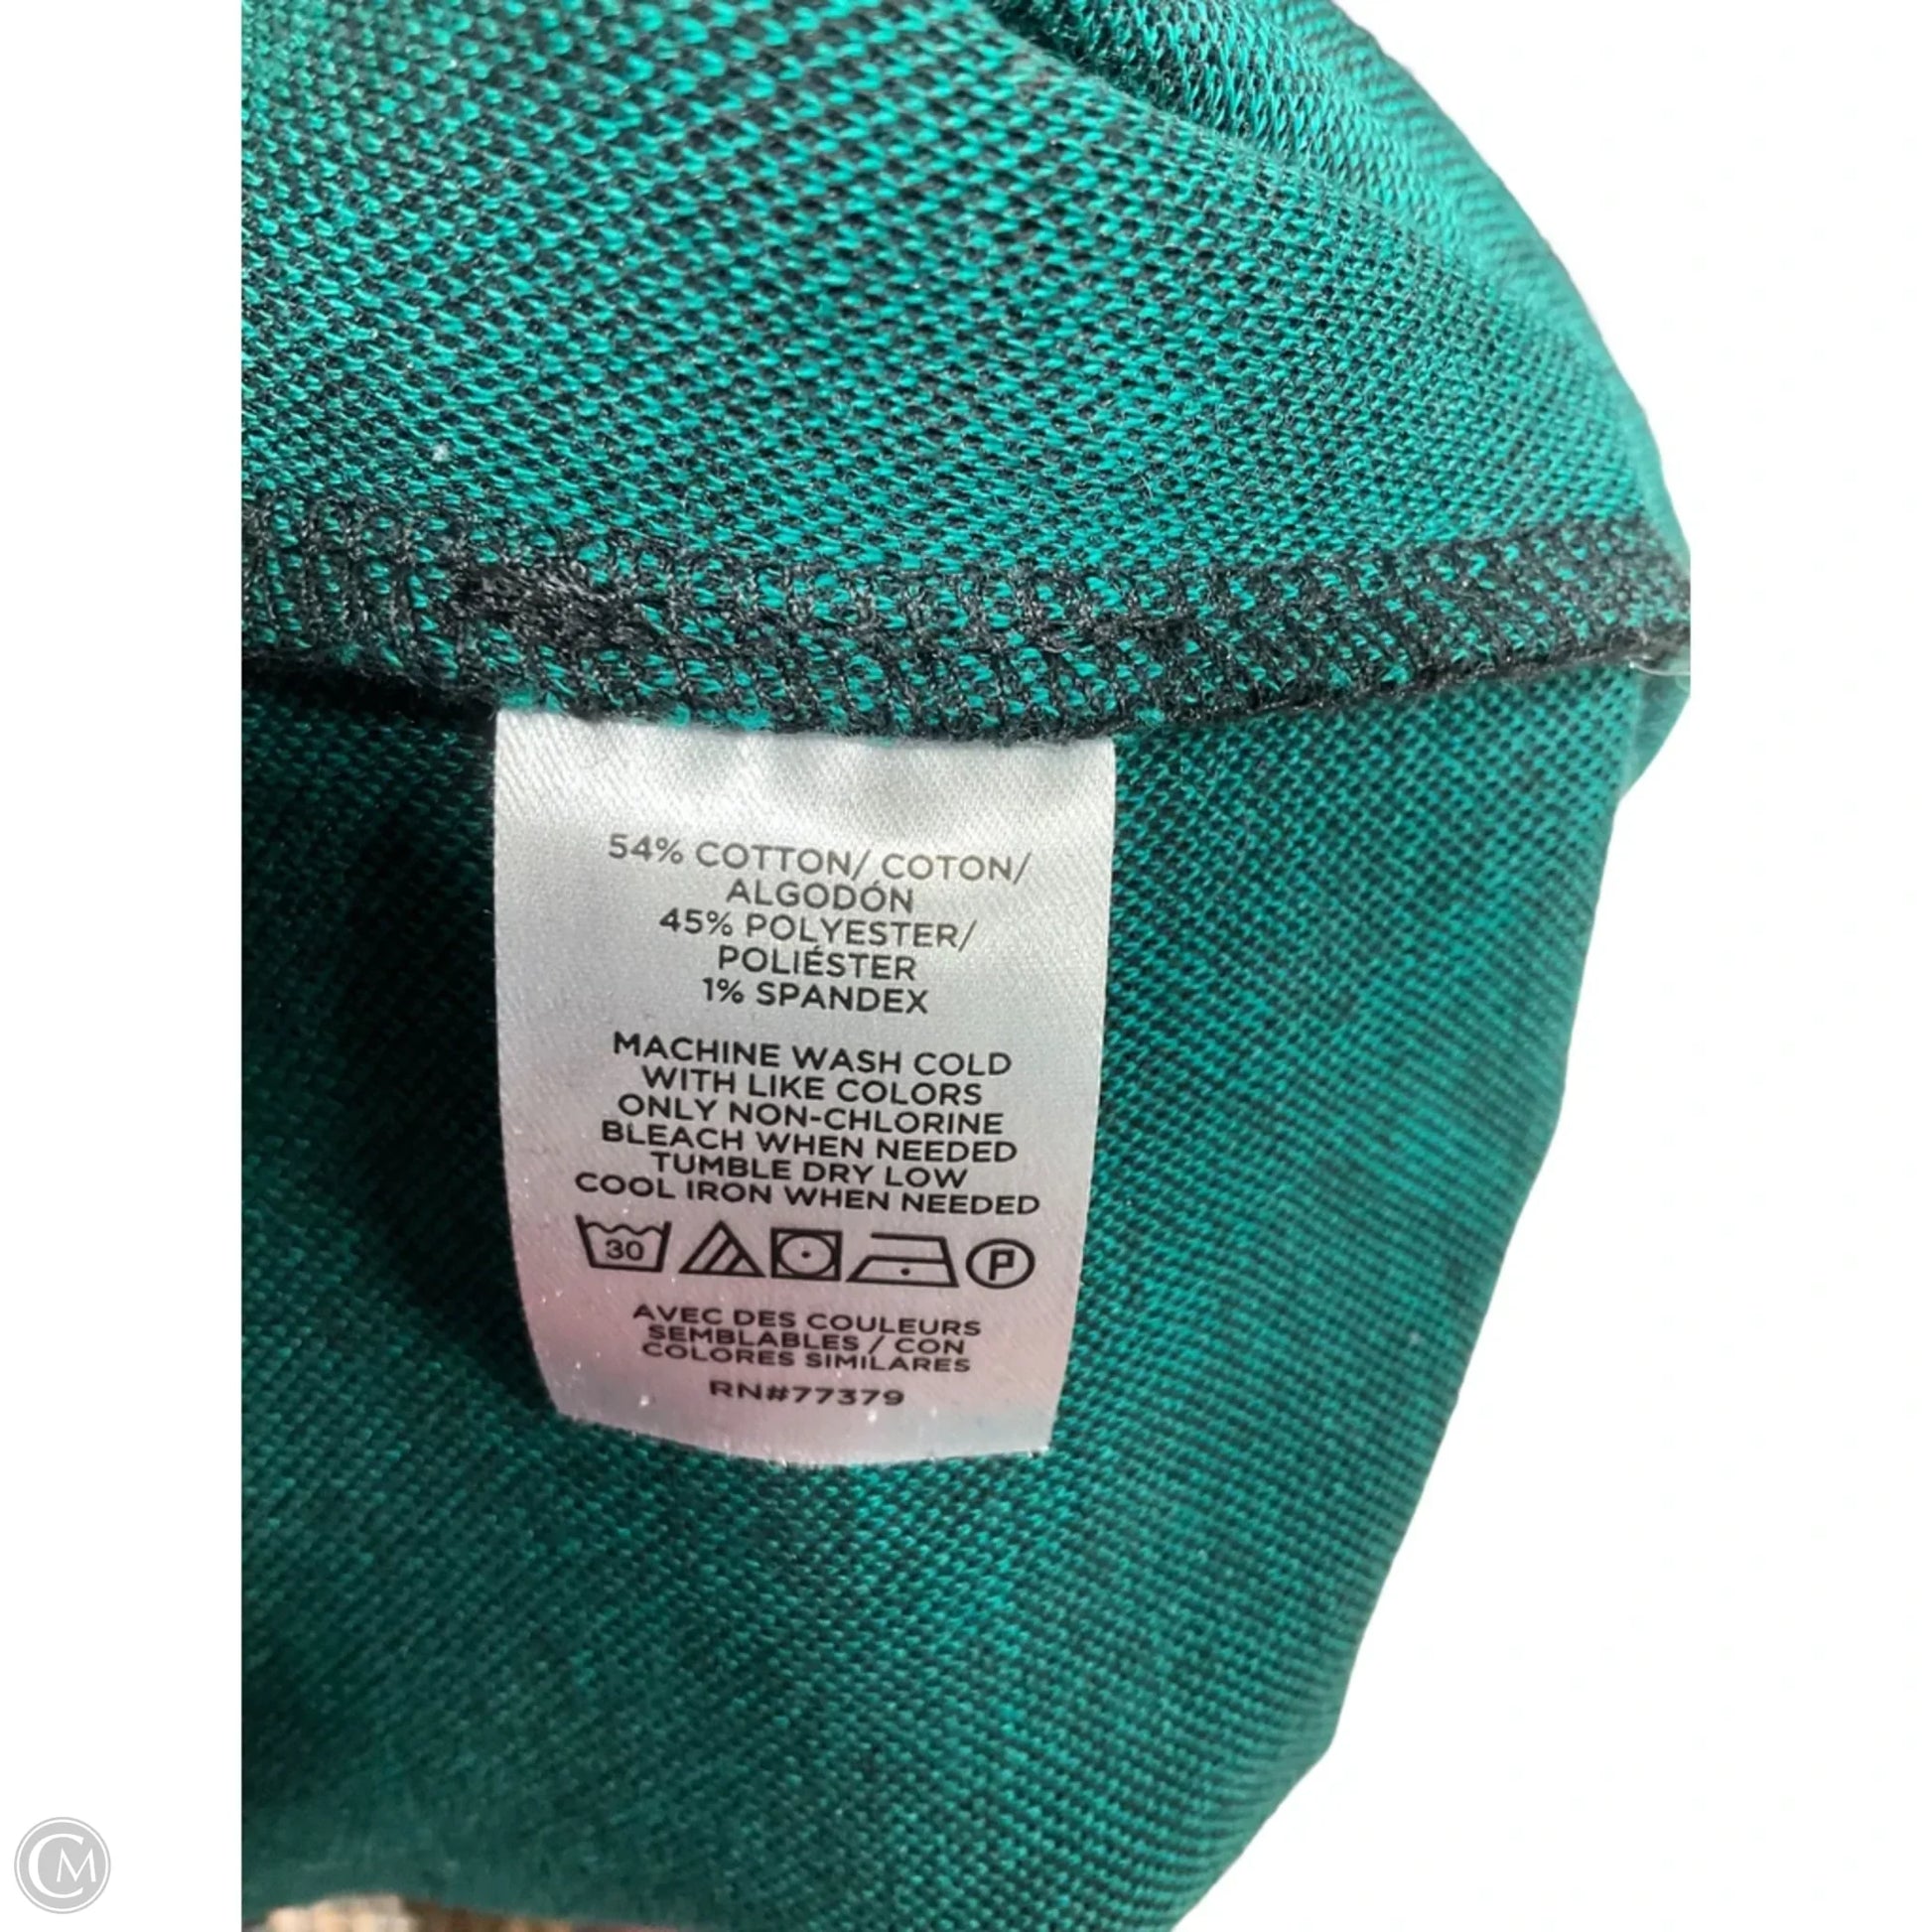 54% COTTON/ COTON/
ALGODÓN
45% POLYESTER/
POLIÉSTER
1% SPANDEX
MACHINE WASH COLD
WITH LIKE COLORS
ONLY NON-CHLORINE
BLEACH WHEN NEEDED
TUMBLE DRY LOW
COOL IRON WHEN NEEDED
30 P
AVEC DES COULEURS
SEMBLABLES / CON
COLORES SIMILARES
RN#77379
CM